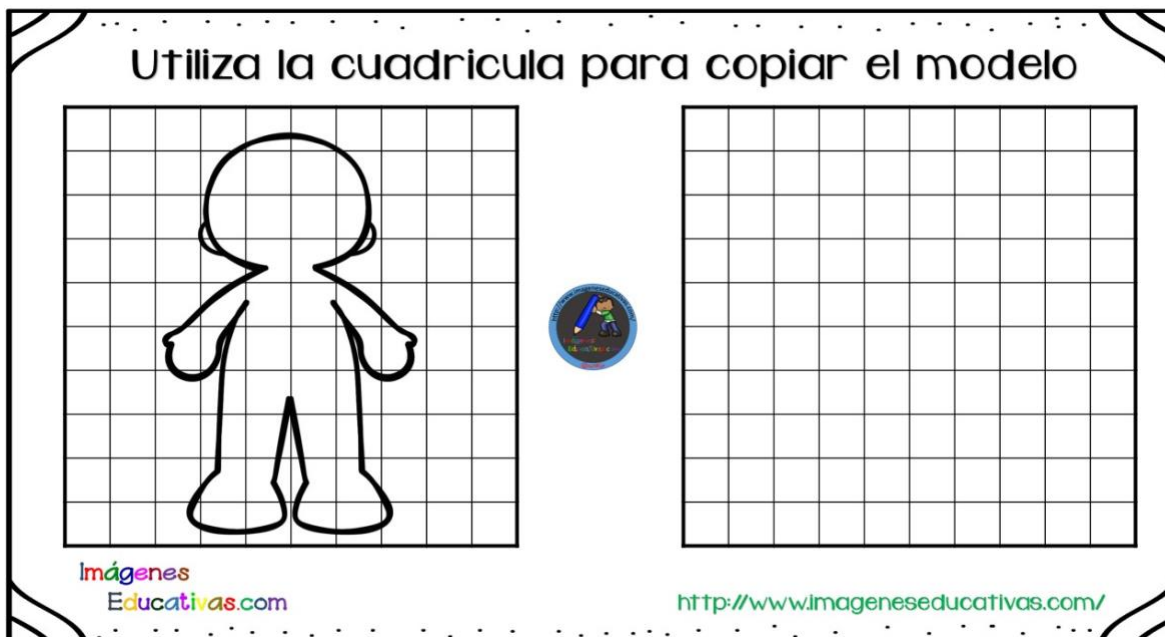 Utiliza la cuadricula para copiar el modelo
Imágenes
Educativas.com
http://www.imageneseducativas.com/